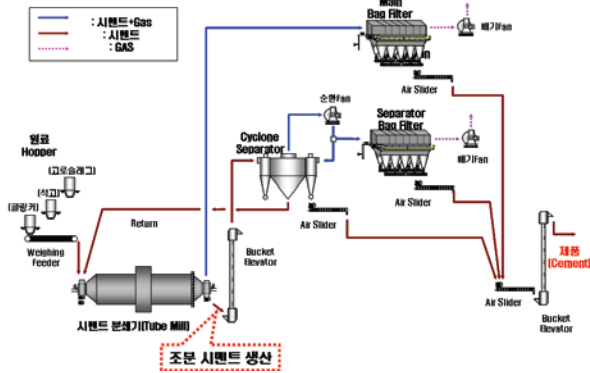 : 시멘트+Gas
: 시멘트
: GAS
Main
Bag Filter
배기Fan
Air Slider
순환Fan
Separator
Bag Filter
배기Fan
Air Slider
Cyclone
Separator
Air Slider
원료
Hopper
(고로슬래그)
(석고)
(클링커)
Weighing
Feeder
Return
Bucket
Elevator
시멘트 분쇄기(Tube Mill)
조분 시멘트 생산
Air Slider
제품
(Cement)
Bucket
Elevator